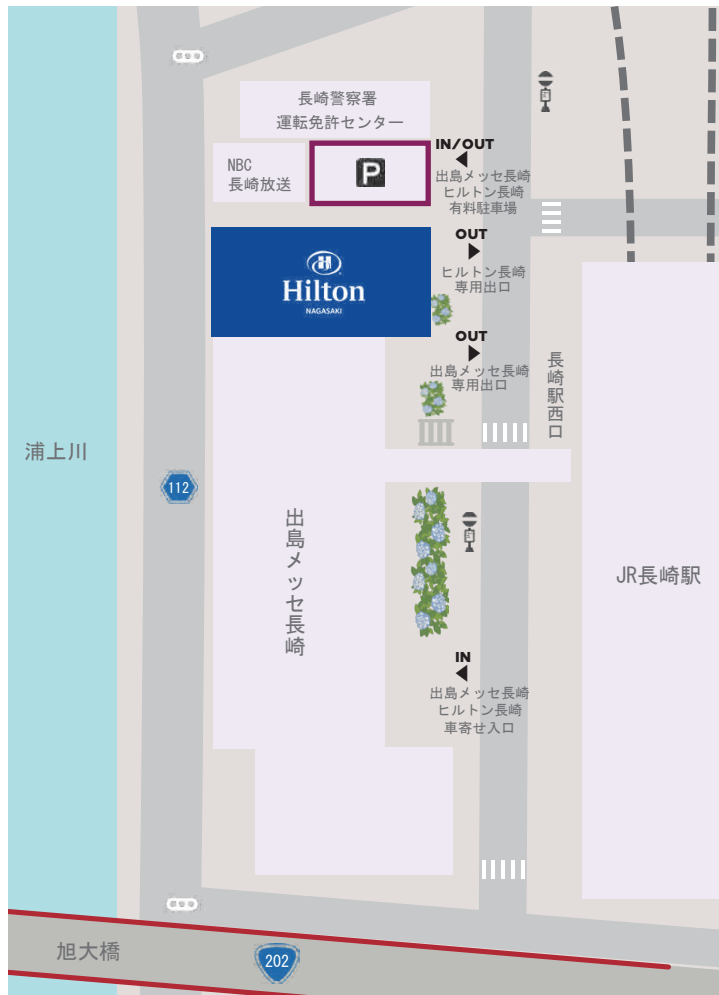 長崎警察署
運転免許センター
NBC
長崎放送
P
IN/OUT
出島メッセ長崎
ヒルトン長崎
有料駐車場
OUT
ヒルトン長崎
専用出口
Hilton
NAGASAKI
OUT
出島メッセ長崎
専用出口
長崎駅西口
浦上川
112
出島メッセ長崎
JR長崎駅
IN
出島メッセ長崎
ヒルトン長崎
車寄せ入口
旭大橋
202